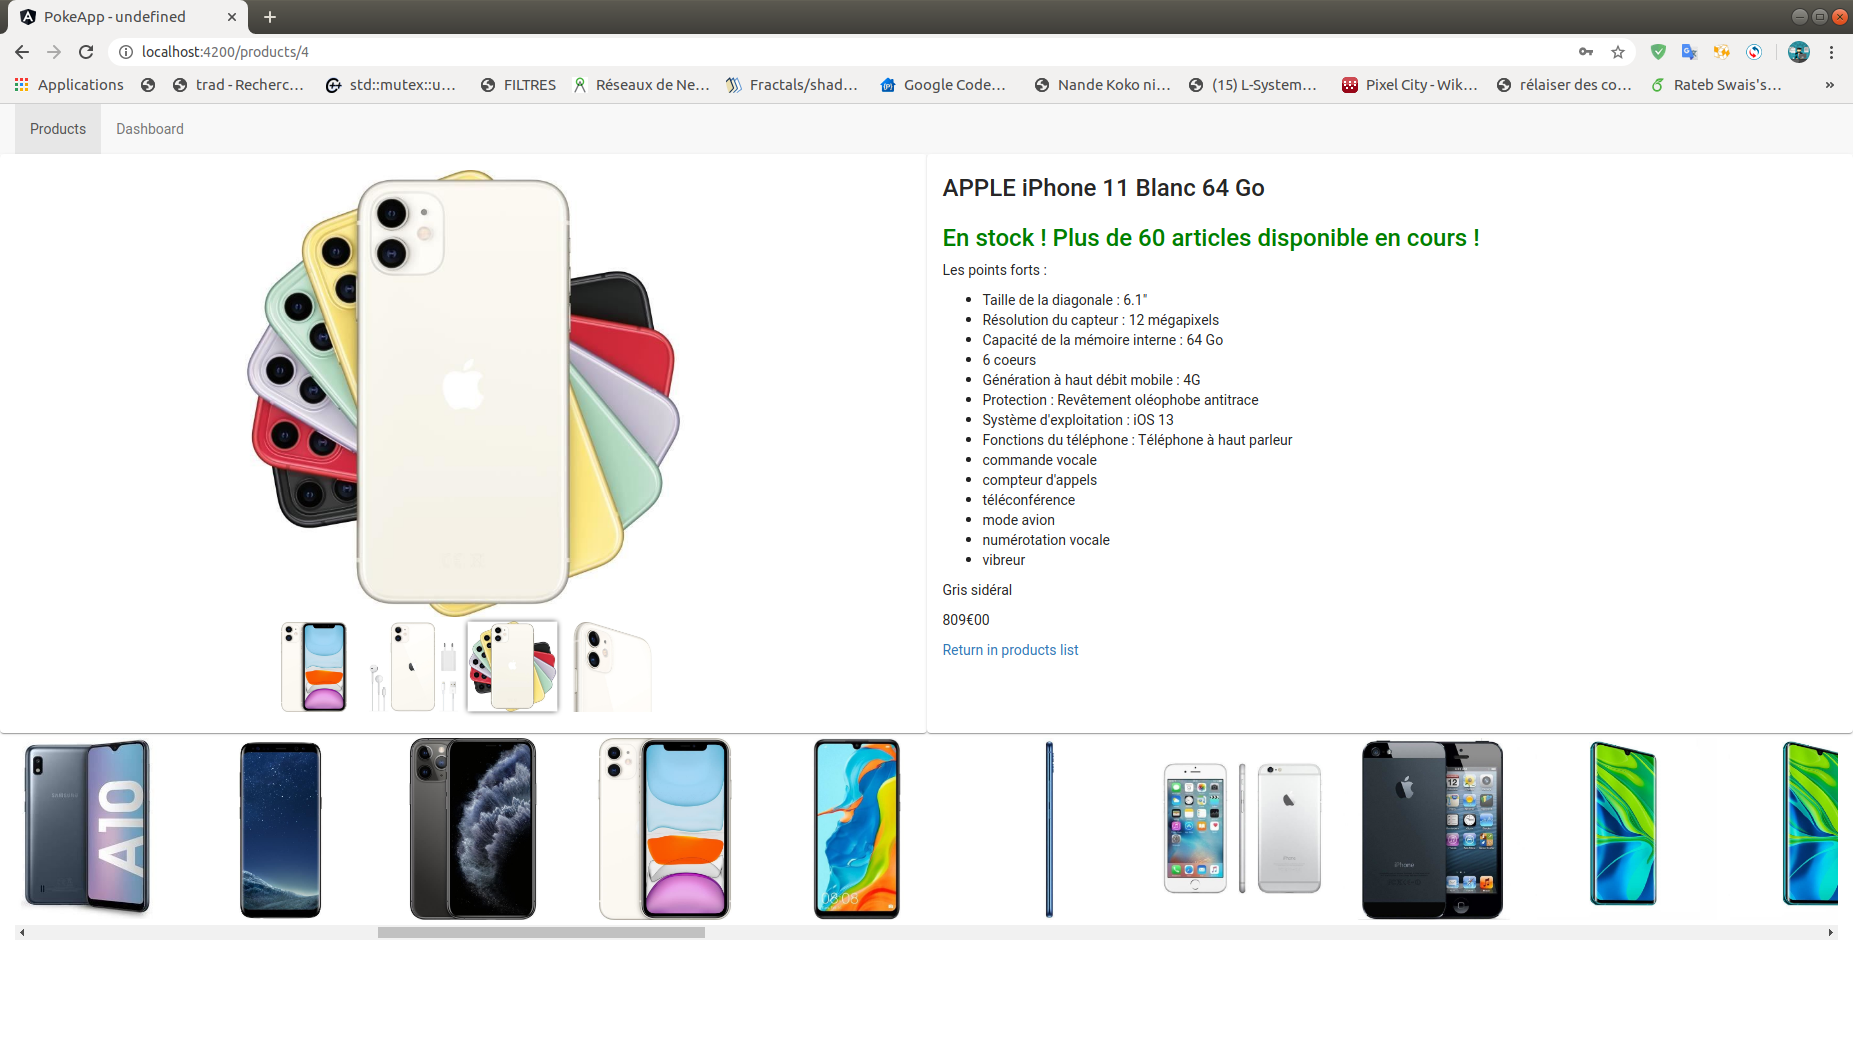 PokeApp - undefined
localhost:4200/products/4
Applications
trad - Recherc…
std::mutex::u…
FILTRES
Réseaux de Ne…
Fractals/shad…
Google Code…
Nande Koko ni…
(15) L-System…
Pixel City - Wik…
rélaiser des co…
Rateb Swais's…
»
Products
Dashboard
APPLE iPhone 11 Blanc 64 Go
En stock ! Plus de 60 articles disponible en cours !
Les points forts :
Taille de la diagonale : 6.1"
Résolution du capteur : 12 mégapixels
Capacité de la mémoire interne : 64 Go
6 coeurs
Génération à haut débit mobile : 4G
Protection : Revêtement oléophobe antitrace
Système d'exploitation : iOS 13
Fonctions du téléphone : Téléphone à haut parleur
commande vocale
compteur d'appels
téléconférence
mode avion
numérotation vocale
vibreur
Gris sidéral
809€00
Return in products list
SAMSUNG
A10
08:08
iPhone